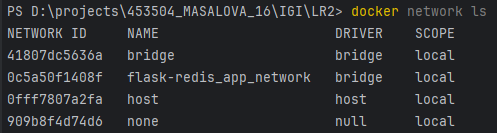 PS D:\projects\453504_MASALOVA_16\IGI\LR2> docker network ls
NETWORK ID     NAME                      DRIVER    SCOPE
41807dc5636a   bridge                    bridge    local
0c5a50f1408f   flask-redis_app_network   bridge    local
0fff7807a2fa   host                      host      local
909b8f4d74d6   none                      null      local